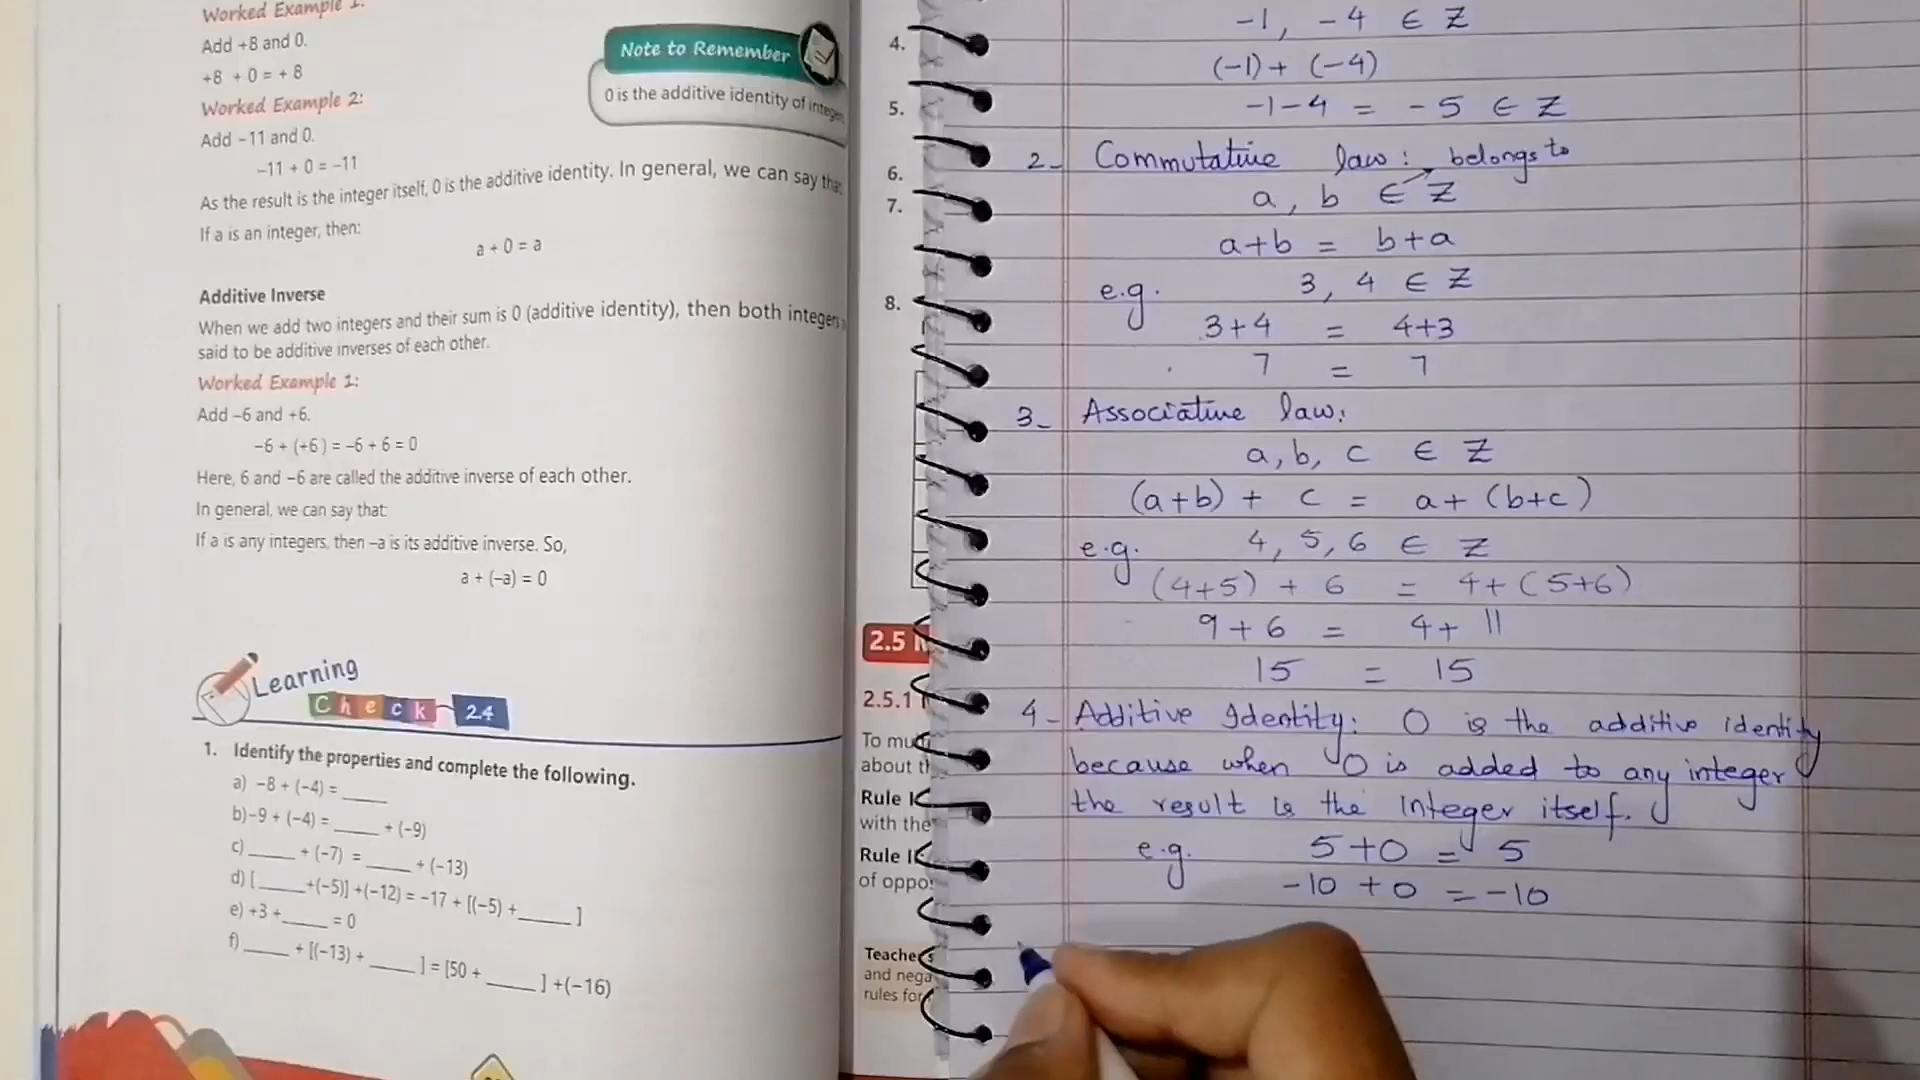 Worked Example 1:
Add +8 and 0.
+8 + 0 = + 8
Worked Example 2:
Add −11 and 0.
−11 + 0 = −11
Note to Remember
0 is the additive identity of integers
As the result is the integer itself, 0 is the additive identity. In general, we can say that
If a is an integer, then:
a + 0 = a
Additive Inverse
When we add two integers and their sum is 0 (additive identity), then both integers
said to be additive inverses of each other.
Worked Example 1:
Add −6 and +6.
−6 + (+6) = −6 + 6 = 0
Here, 6 and −6 are called the additive inverse of each other.
In general, we can say that:
If a is any integers, then −a is its additive inverse. So,
a + (−a) = 0
Learning
Check 2.4
1. Identify the properties and complete the following.
a) −8 + (−4) = ____
b) −9 + (−4) = ____ + (−9)
c) ____ + (−7) = ____ + (−13)
d) [____+(−5)] +(−12) = −17 + [(−5) + ____]
e) +3 + ____ = 0
f) ____ + [(−13) + ____] = [50 + ____] +(−16)
4.
5.
6.
7.
8.
2.5
2.5.1
To mu
about th
Rule I
with the
Rule I
of oppo
Teache
and nega
rules for
-1, -4 ∈ Z
(-1) + (-4)
-1-4 = -5 ∈ Z
2- Commutative law: belongs to
a, b ∈ Z
a+b = b+a
e.g. 3, 4 ∈ Z
3+4 = 4+3
7 = 7
3- Associative law:
a, b, c ∈ Z
(a+b) + c = a + (b+c)
e.g. 4, 5, 6 ∈ Z
(4+5) + 6 = 4+ (5+6)
9+6 = 4+ 11
15 = 15
4- Additive Identity: 0 is the additive identity
because when 0 is added to any integer
the result is the integer itself.
e.g. 5+0 = 5
-10 +0 = -10